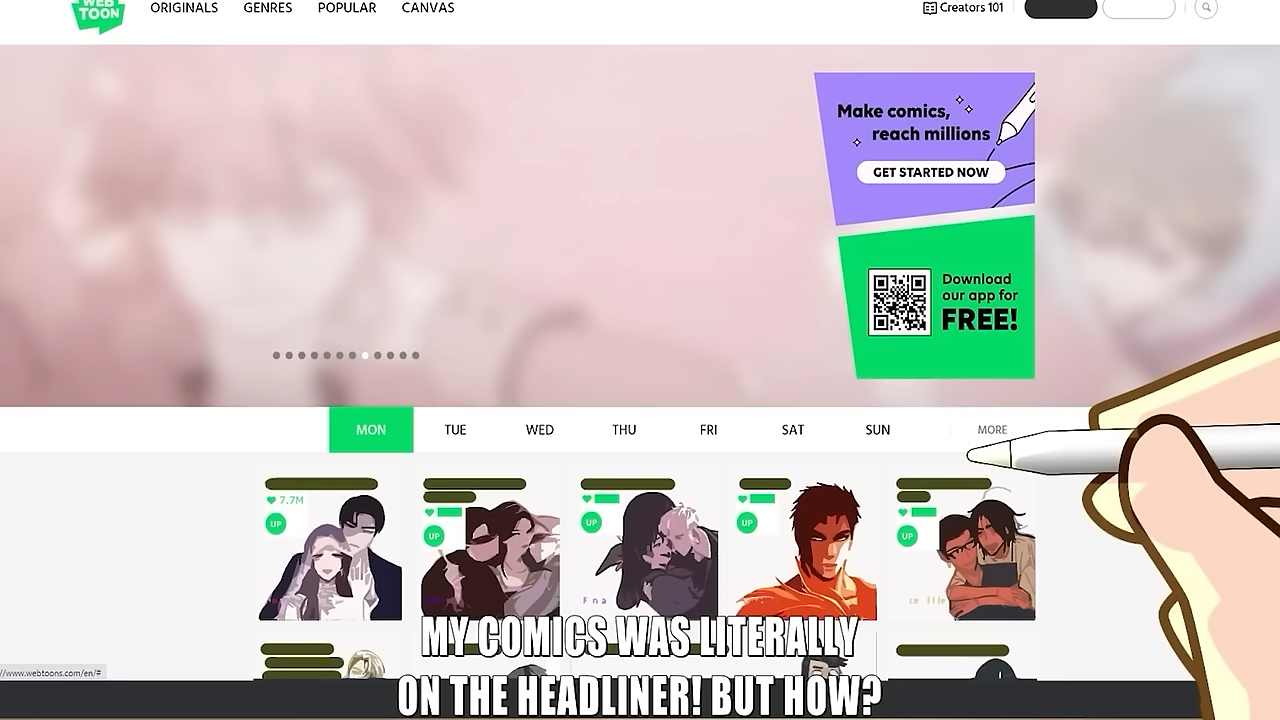 WEB
TOON
ORIGINALS GENRES POPULAR CANVAS
Creators 101
Make comics,
reach millions
GET STARTED NOW
Download
our app for
FREE!
MON TUE WED THU FRI SAT SUN MORE
7.7M
UP
UP
UP
UP
UP
//www.webtoons.com/en/#
MY COMICS WAS LITERALLY
ON THE HEADLINER! BUT HOW?